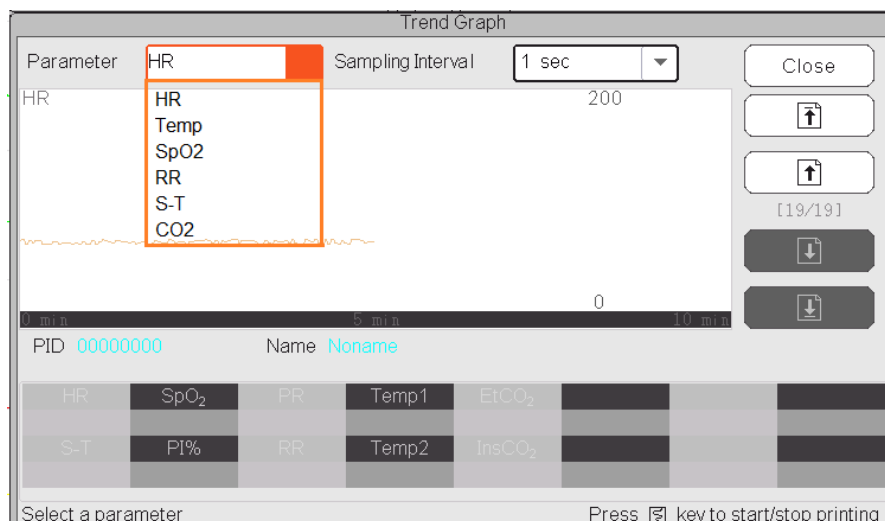 Trend Graph
Parameter HR Sampling Interval 1 sec Close
HR 200
HR
Temp
SpO2
RR
S-T
CO2
[19/19]
0
0 min 5 min 10 min
PID 00000000 Name Noname
HR SpO₂ PR Temp1 EtCO₂
S-T PI% RR Temp2 InsCO₂
Select a parameter Press key to start/stop printing